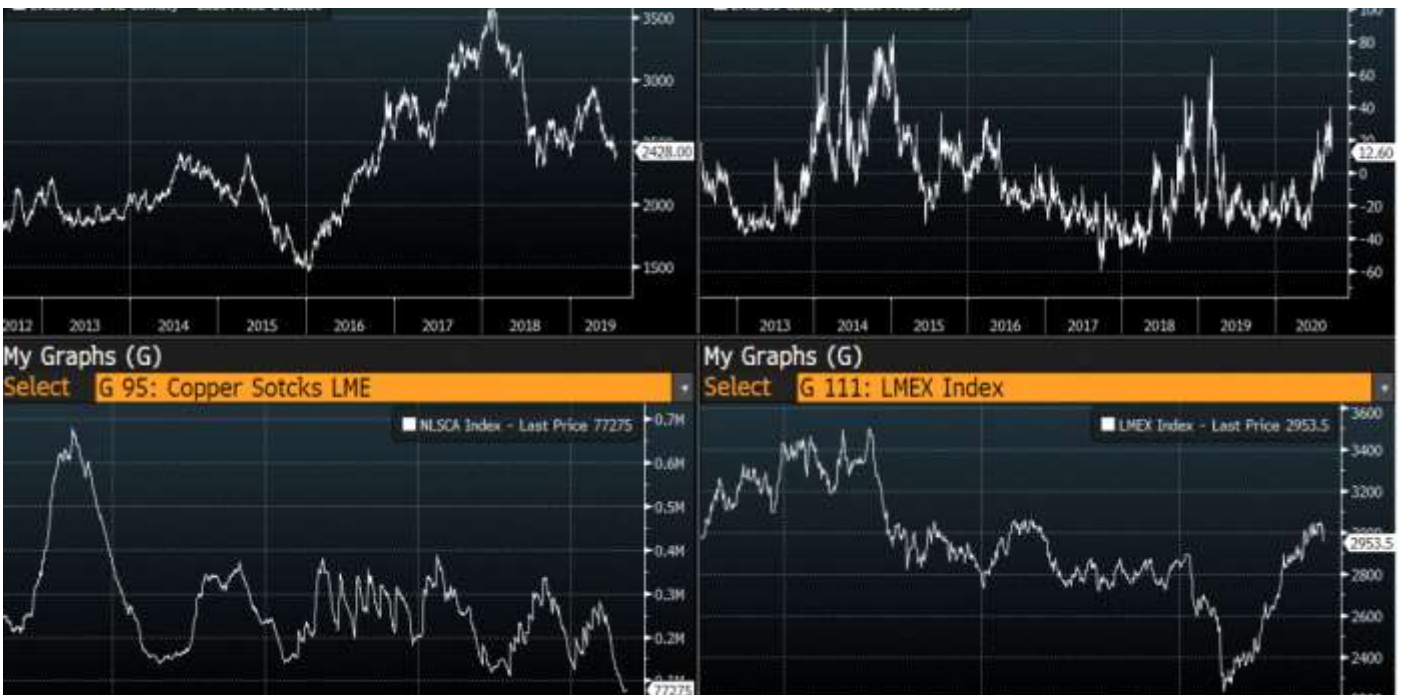 3500
3000
2428.00
2000
1500
2012 2013 2014 2015 2016 2017 2018 2019
80
60
40
20
12.60
0
-20
-40
-60
2013 2014 2015 2016 2017 2018 2019 2020
My Graphs (G)
Select G 95: Copper Sotcks LME
NLSCA Index - Last Price 77275
0.7M
0.6M
0.5M
0.4M
0.3M
0.2M
77275
My Graphs (G)
Select G 111: LMEX Index
LMEX Index - Last Price 2953.5
3600
3400
3200
3000
2953.5
2800
2600
2400